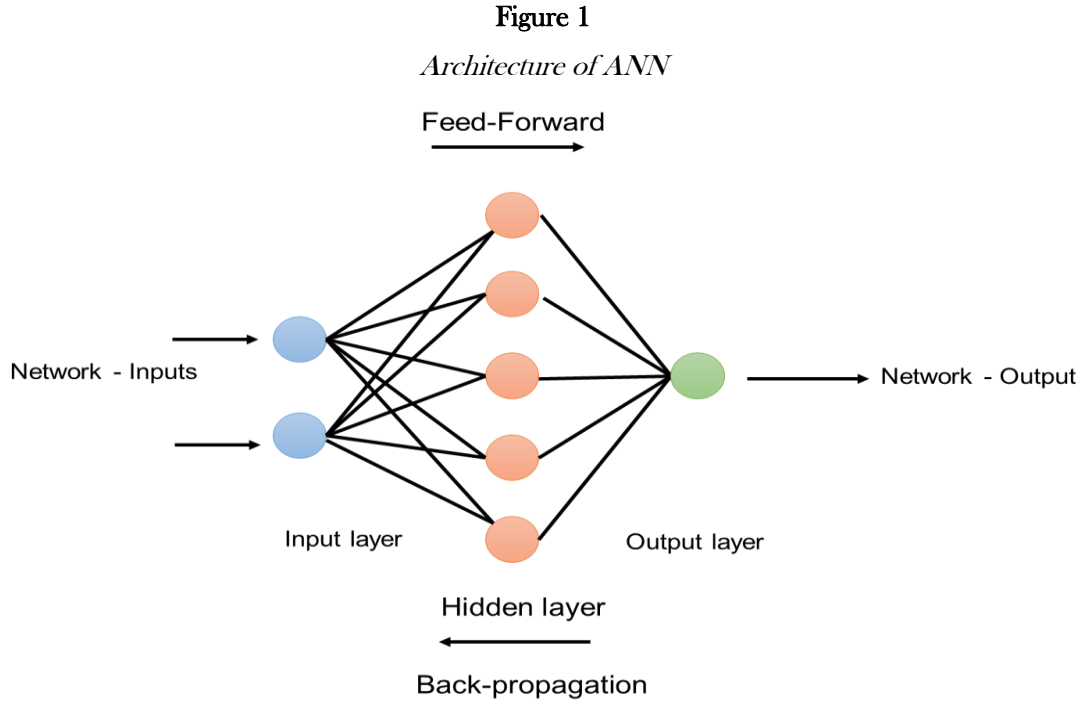 Figure 1
Architecture of ANN
Feed-Forward
Network - Inputs
Network - Output
Input layer
Output layer
Hidden layer
Back-propagation